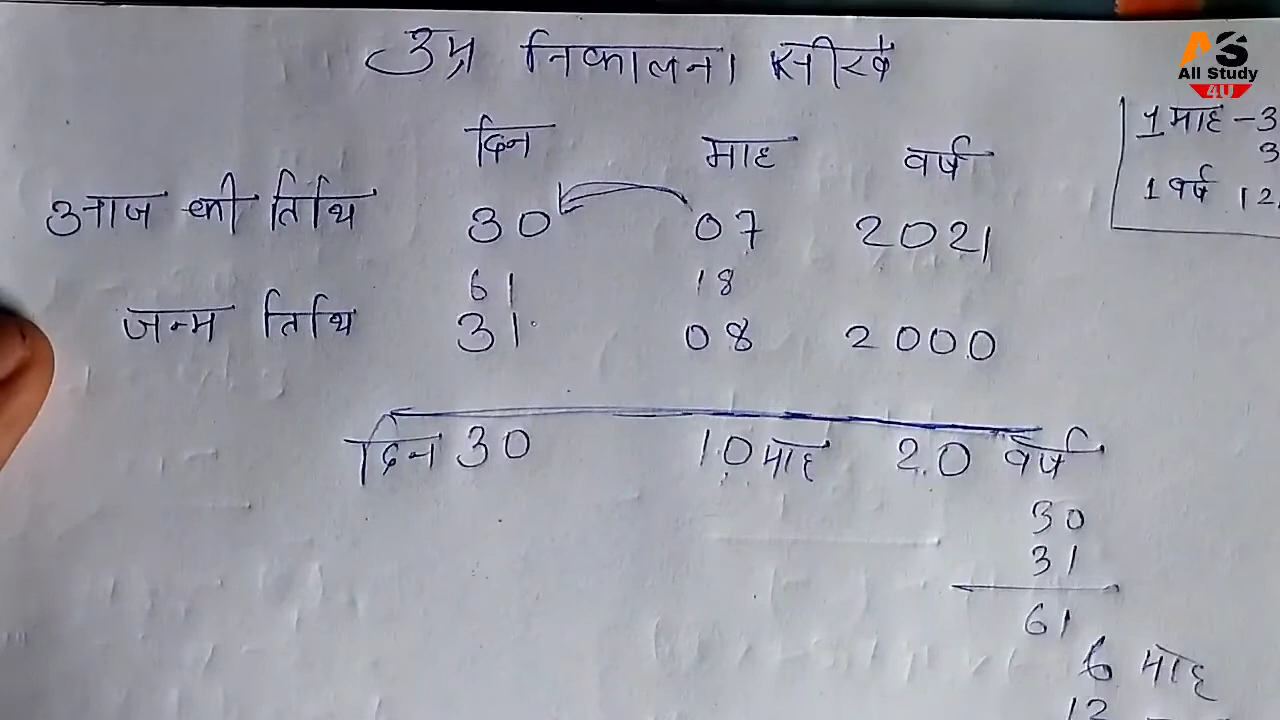 उम्र निकालना सीखे
All Study
4U
दिन माह वर्ष
1 माह - 3
3
1 वर्ष 12
आज की तिथि 30 07 2021
61 18
जन्म तिथि 31 08 2000
दिन 30 10 माह 20 वर्ष
30
31
61
6 माह
12